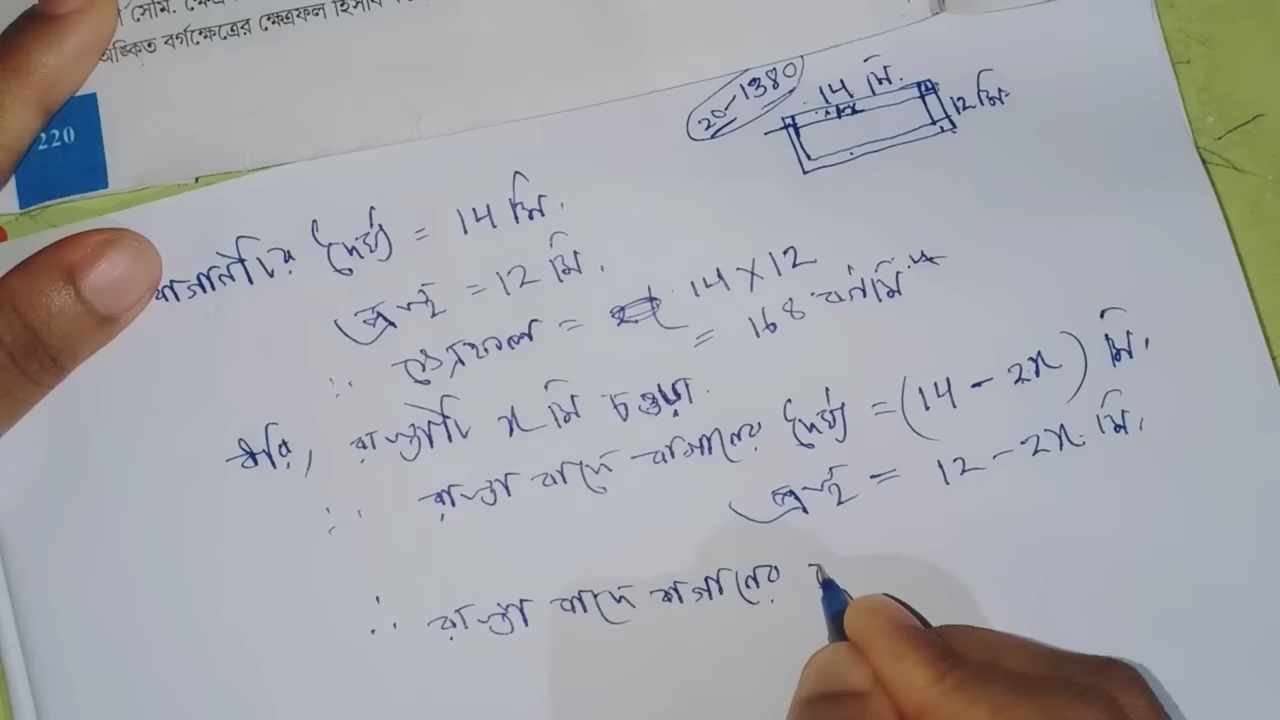 সেমি. ক্ষেত্র
অঙ্কিত বর্গক্ষেত্রের ক্ষেত্রফল হিসাব
220
20-1380
14 মি.
12 মি.
বাগানটির দৈর্ঘ্য = 14 মি.
প্রস্থ = 12 মি.
∴ ক্ষেত্রফল = 14 × 12
= 168 বর্গমি
ধরি, রাস্তাটি x মি চওড়া.
∴ রাস্তা বাদে বাগানের দৈর্ঘ্য = (14 - 2x) মি.
প্রস্থ = 12 - 2x মি.
∴ রাস্তা বাদে বাগানের